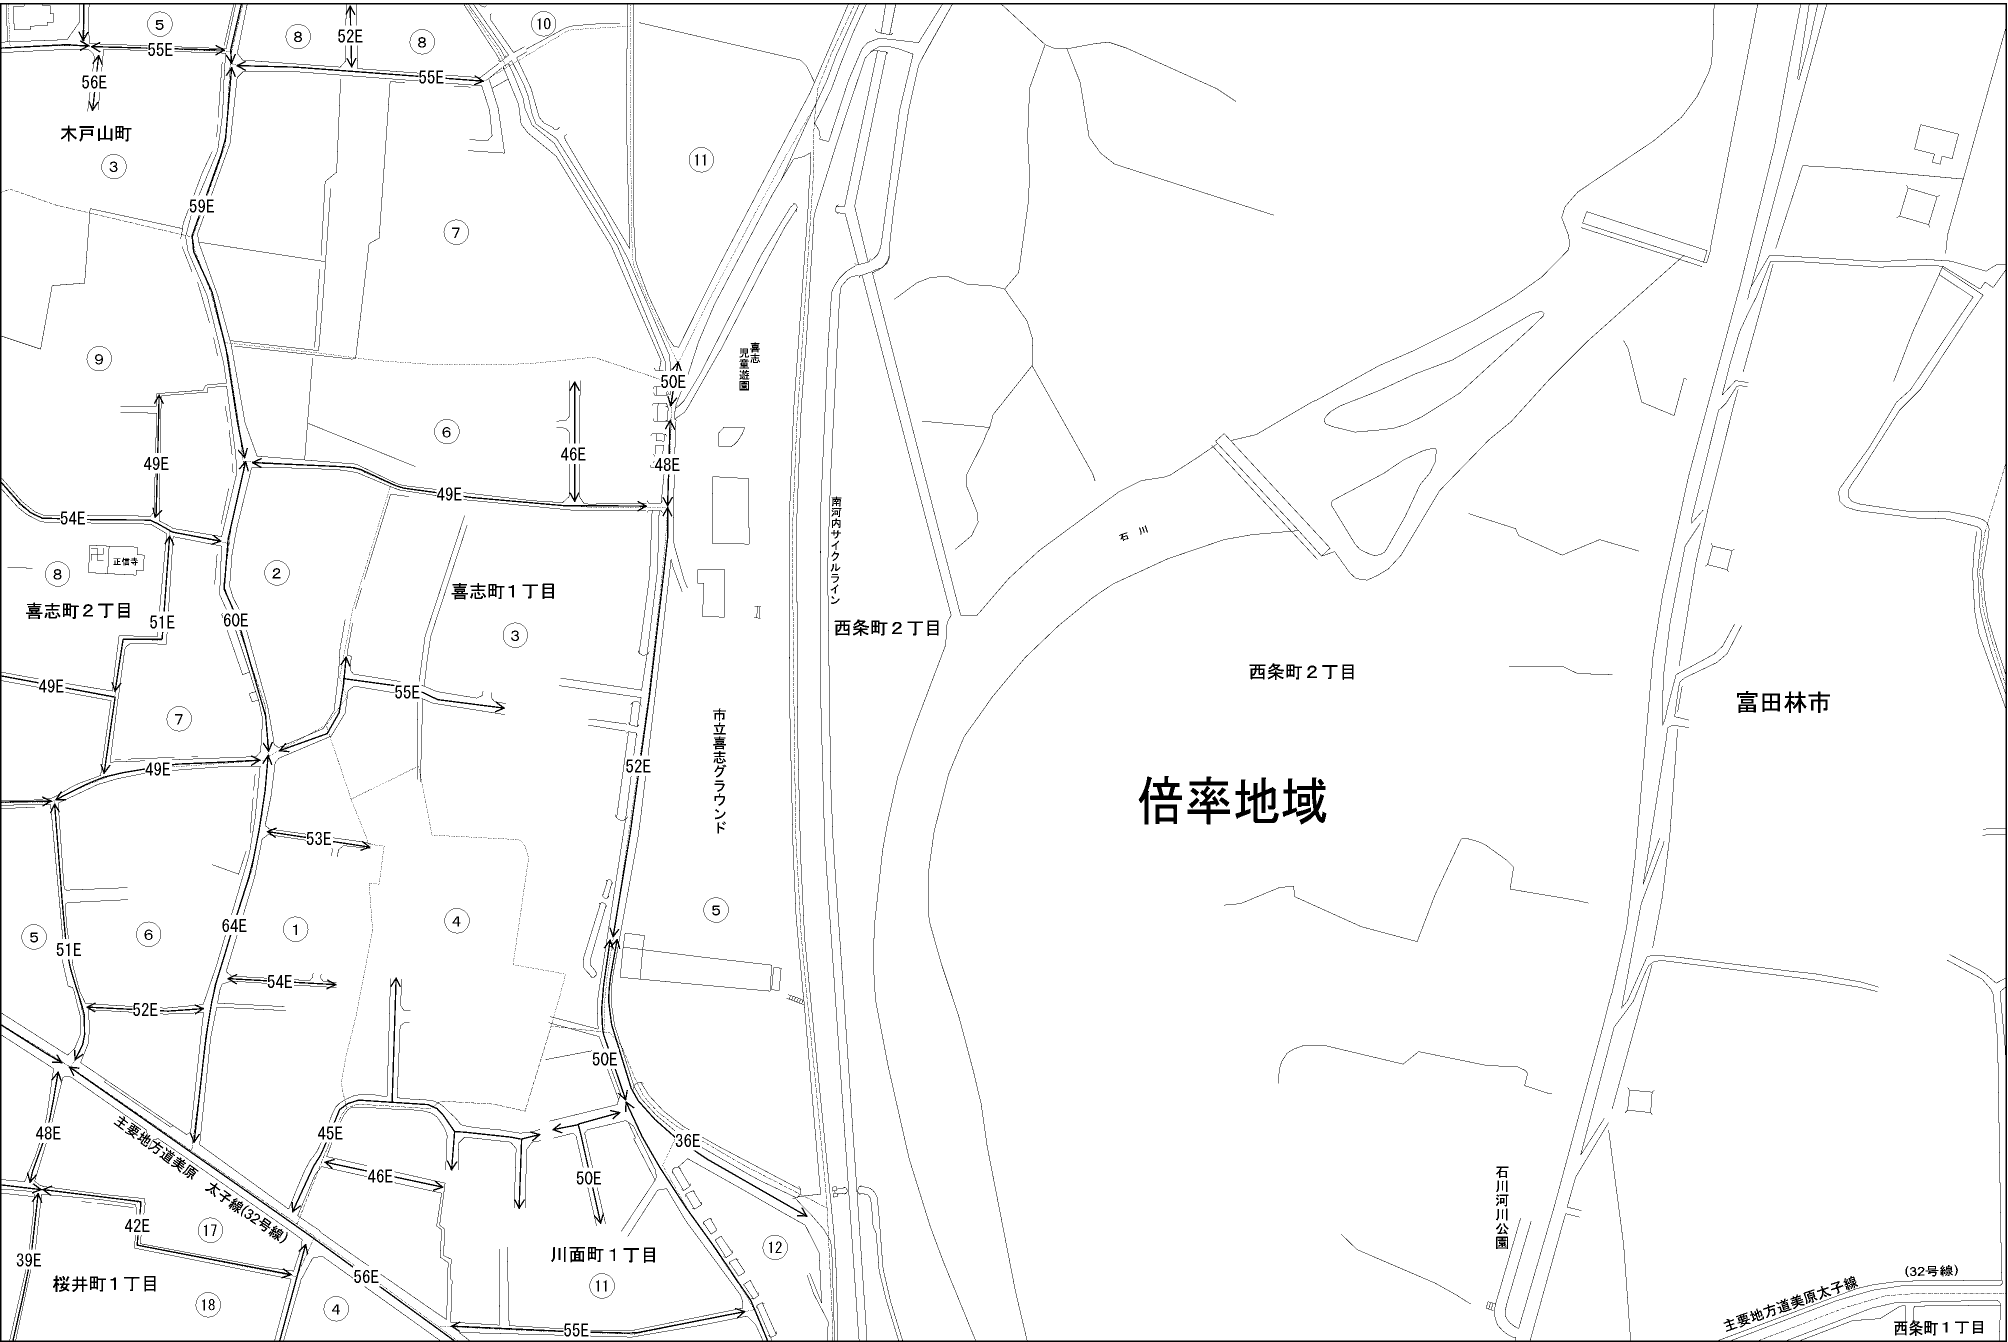 5
8
52E
8
10
55E
55E
56E
木戸山町
3
11
59E
7
喜志
児童遊園
9
50E
6
46E
49E
48E
49E
54E
南河内サイクルライン
石川
正信寺
8
2
喜志町2丁目
51E
60E
喜志町1丁目
3
西条町2丁目
西条町2丁目
49E
55E
富田林市
7
市立喜志グラウンド
49E
52E
倍率地域
53E
5
6
51E
64E
1
4
5
54E
52E
50E
48E
主要地方道美原 太子線(32号線)
45E
36E
46E
50E
石川河川公園
42E
17
39E
川面町1丁目
12
桜井町1丁目
56E
11
18
4
55E
主要地方道美原太子線
(32号線)
西条町1丁目